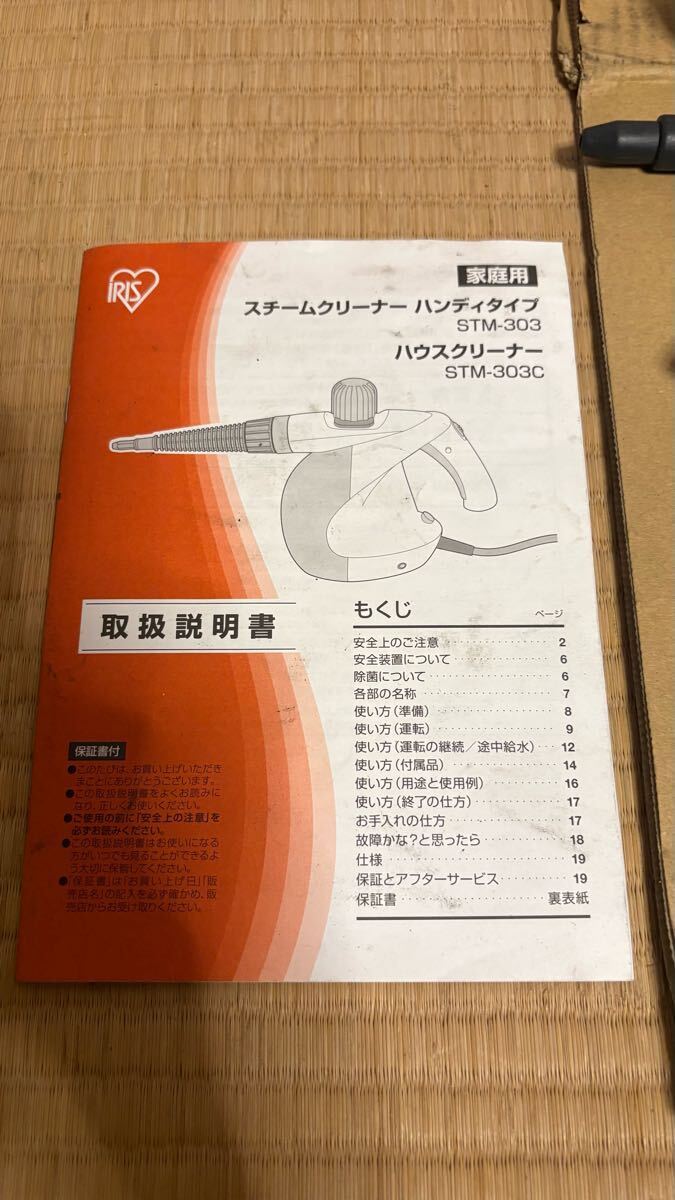 IRIS
家庭用
スチームクリーナー ハンディタイプ
STM-303
ハウスクリーナー
STM-303C
取扱説明書
もくじ ページ
安全上のご注意 ・・・・・・・・・・ 2
安全装置について ・・・・・・・・・・ 6
除菌について ・・・・・・・・・・ 6
各部の名称 ・・・・・・・・・・ 7
使い方（準備） ・・・・・・・・・・ 8
使い方（運転） ・・・・・・・・・・ 9
使い方（運転の継続／途中給水） ・・・ 12
使い方（付属品） ・・・・・・・・・・ 14
使い方（用途と使用例） ・・・・・・・ 16
使い方（終了の仕方） ・・・・・・・・ 17
お手入れの仕方 ・・・・・・・・・・ 17
故障かな？と思ったら ・・・・・・・・ 18
仕様 ・・・・・・・・・・ 19
保証とアフターサービス ・・・・・・・ 19
保証書 ・・・・・・・・・・ 裏表紙
保証書付
●このたびは、お買い上げいただき
まことにありがとうございます。
●この取扱説明書をよくお読みに
なり、正しくお使いください。
●ご使用の前に「安全上の注意」を
必ずお読みください。
●この取扱説明書はお使いになる
方がいつでも見ることができるよ
う大切に保管してください。
●「保証書」は「お買い上げ日」「販
売店名」の記入を必ず確かめ、販
売店からお受け取りください。